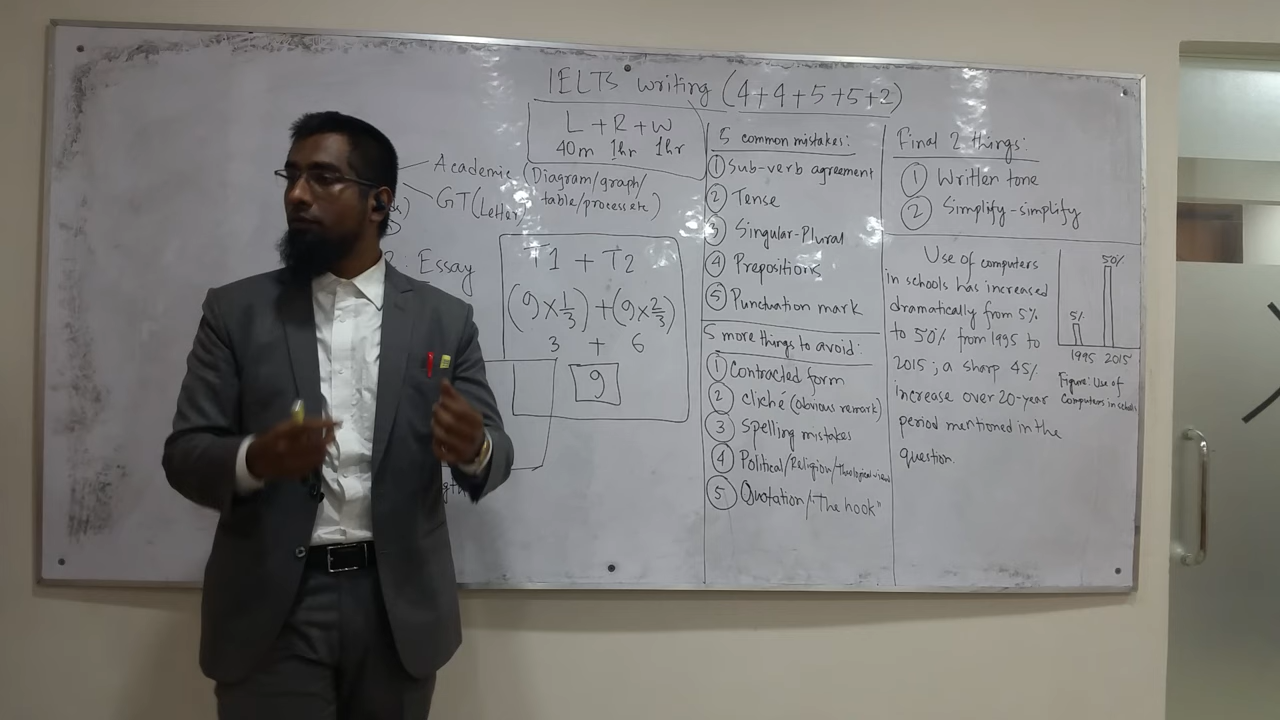 IELTS writing (4+4+5+5+2)
L + R + W
40m 1hr 1hr
Academic (Diagram/graph/
table/process etc)
GT (Letter)
: Essay
T1 + T2
(9×1/3)+(9×2/3)
3 + 6
9
5 common mistakes:
① Sub-verb agreement
② Tense
③ Singular-Plural
④ Prepositions
⑤ Punctuation mark
5 more things to avoid:
① Contracted form
② cliché (obvious remark)
③ Spelling mistakes
④ Political/Religion/Theological views
⑤ Quotation/"The hook"
Final 2 things:
① Written tone
② Simplify-simplify
Use of computers
in schools has increased
dramatically from 5%
to 50% from 1995 to
2015; a sharp 45%
increase over 20-year
period mentioned in the
question.
50%
5%
1995 2015
Figure: Use of
Computers in schools